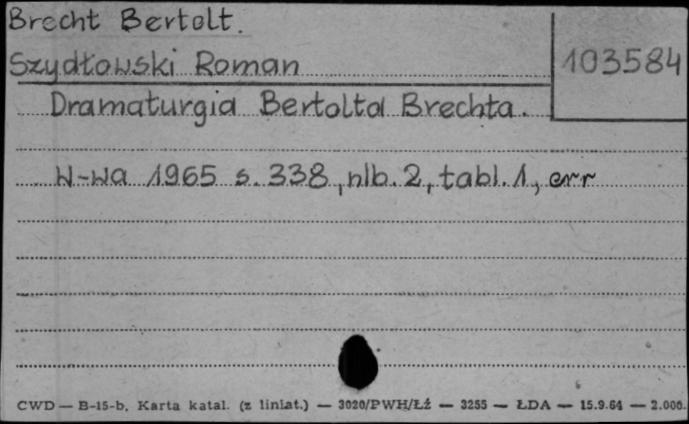 Brecht Bertolt.
Szydłowski Roman
103584
Dramaturgia Bertolta Brechta.
W-wa 1965 s. 338, nlb. 2, tabl. 1, err
CWD — B-15-b, Karta katal. (z liniat.) — 3020/PWH/Łź — 3255 — ŁDA — 15.9.64 — 2.000.